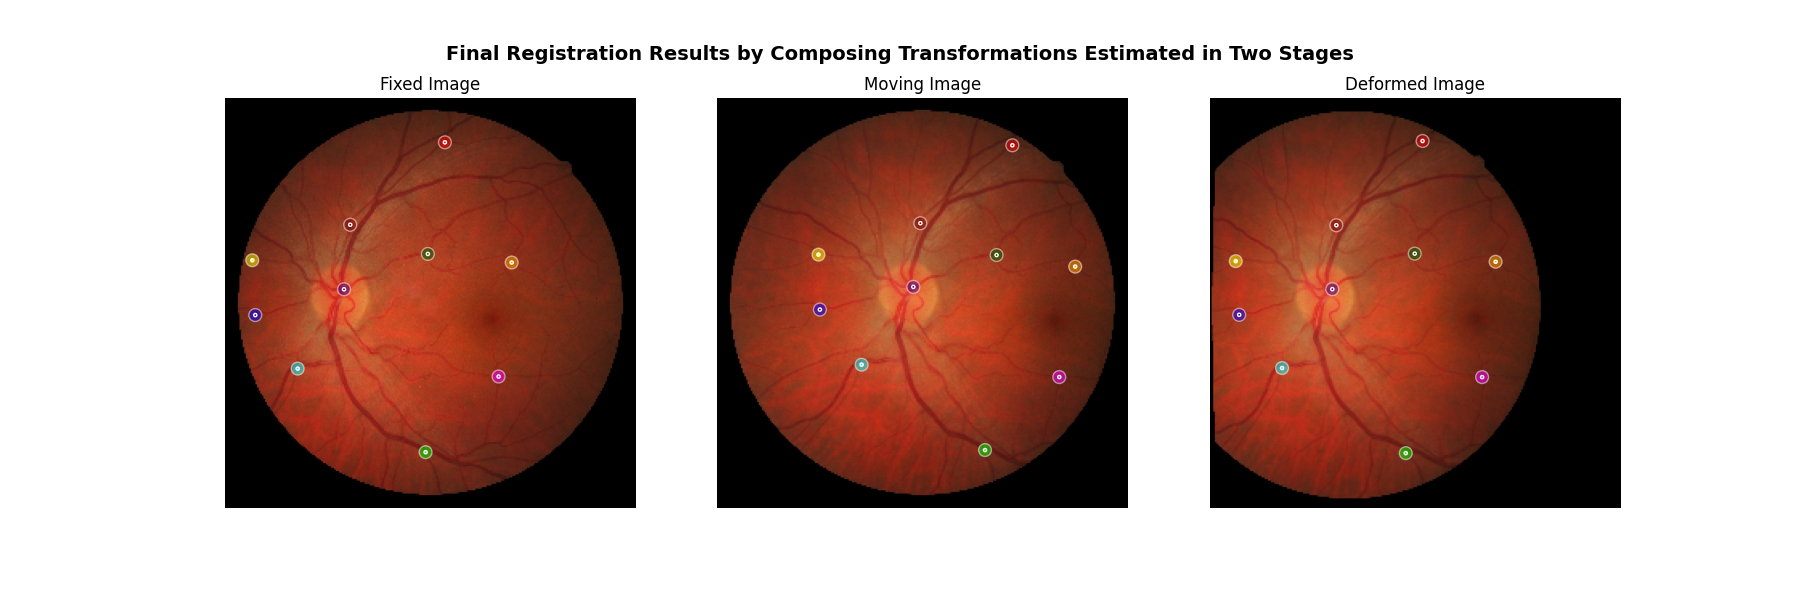 Final Registration Results by Composing Transformations Estimated in Two Stages
Fixed Image
Moving Image
Deformed Image